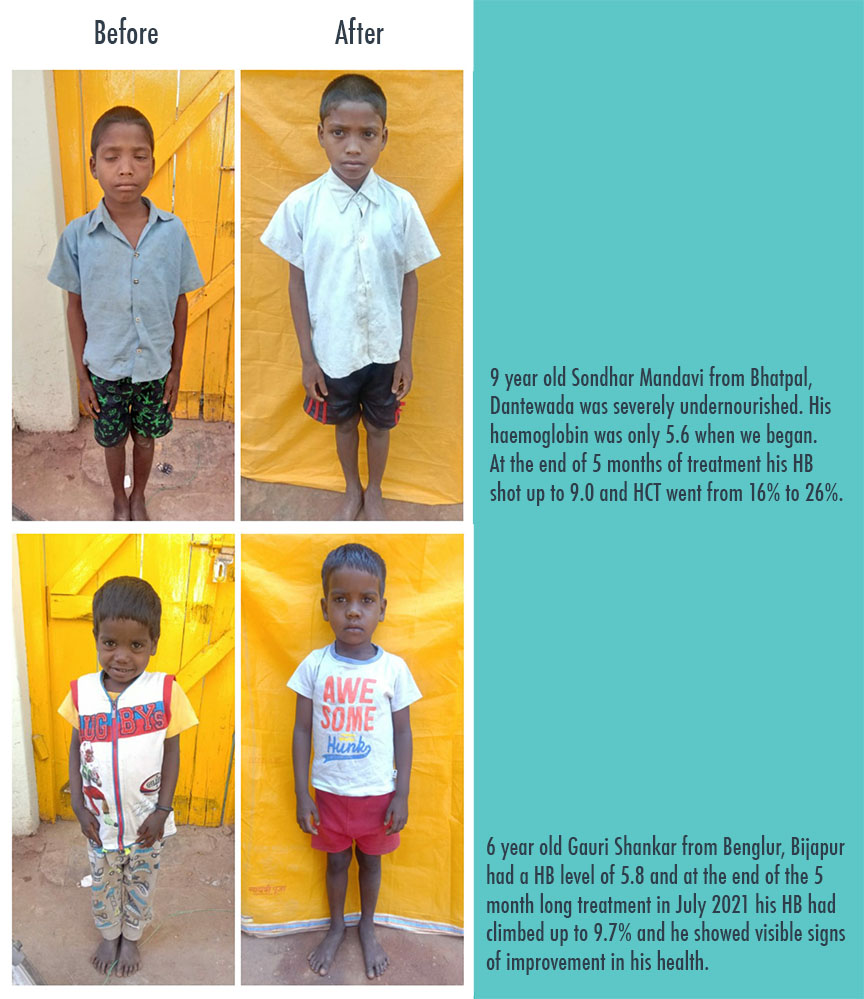 Before
After
9 year old Sondhar Mandavi from Bhatpal,
Dantewada was severely undernourished. His
haemoglobin was only 5.6 when we began.
At the end of 5 months of treatment his HB
shot up to 9.0 and HCT went from 16% to 26%.
RUGBYs
AWE
SOME
Hunk
6 year old Gauri Shankar from Benglur, Bijapur
had a HB level of 5.8 and at the end of the 5
month long treatment in July 2021 his HB had
climbed up to 9.7% and he showed visible signs
of improvement in his health.